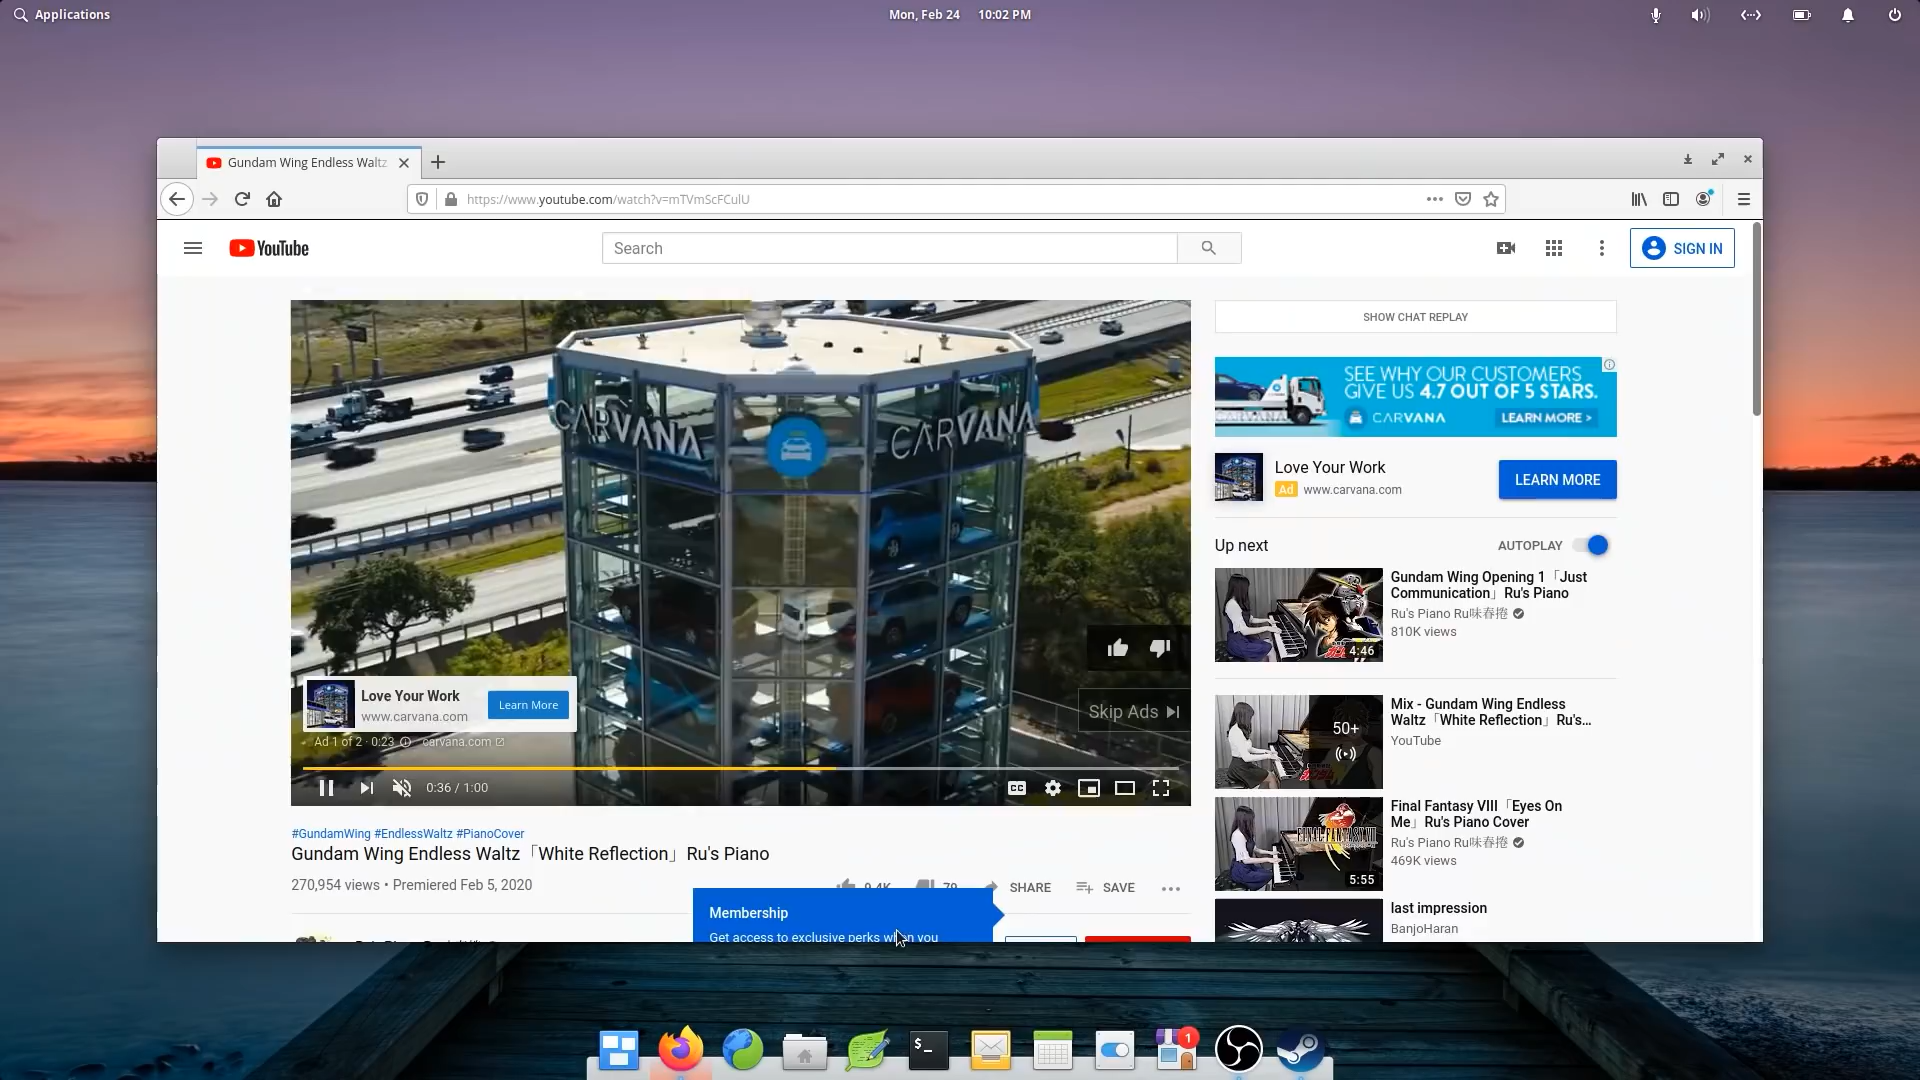 Applications
Mon, Feb 24 10:02 PM
Gundam Wing Endless Waltz
https://www.youtube.com/watch?v=mTVmScFCulU
YouTube
Search
SIGN IN
CARVANA CARVANA
Love Your Work
www.carvana.com
Learn More
Skip Ads
Ad 1 of 2 · 0:23 carvana.com
0:36 / 1:00
CC
#GundamWing #EndlessWaltz #PianoCover
Gundam Wing Endless Waltz「White Reflection」Ru's Piano
270,954 views • Premiered Feb 5, 2020
9.4K 79 SHARE SAVE
Membership
Get access to exclusive perks when you
SHOW CHAT REPLAY
SEE WHY OUR CUSTOMERS
GIVE US 4.7 OUT OF 5 STARS.
CARVANA
LEARN MORE >
Love Your Work
Ad www.carvana.com
LEARN MORE
Up next AUTOPLAY
Gundam Wing Opening 1「Just
Communication」Ru's Piano
Ru's Piano Ru味春捲
810K views
4:46
Mix - Gundam Wing Endless
Waltz「White Reflection」Ru's...
YouTube
50+
Final Fantasy VIII「Eyes On
Me」Ru's Piano Cover
Ru's Piano Ru味春捲
469K views
FINAL FANTASY VIII
5:55
last impression
BanjoHaran
$_
1